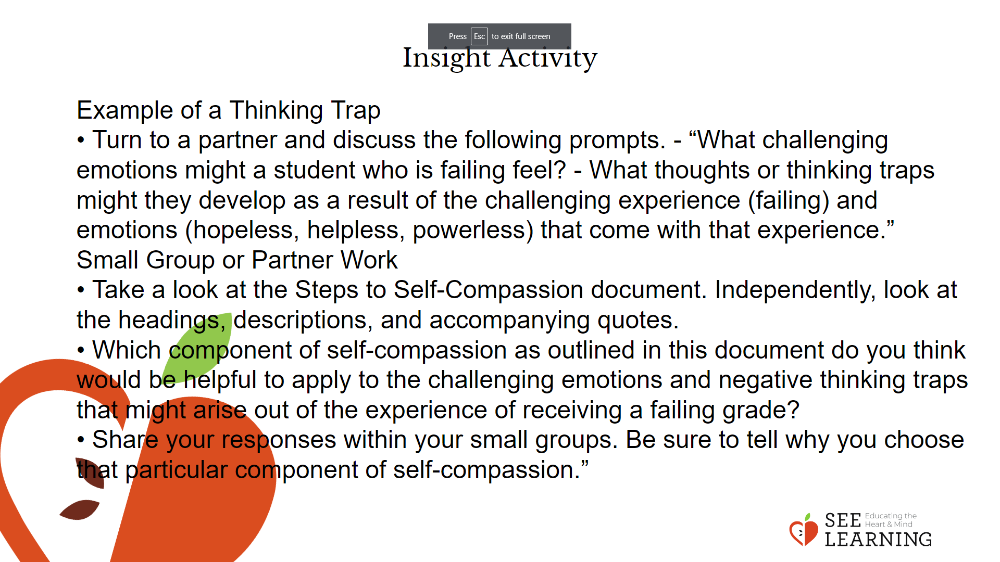 Press Esc to exit full screen
Insight Activity
Example of a Thinking Trap
• Turn to a partner and discuss the following prompts. - “What challenging
emotions might a student who is failing feel? - What thoughts or thinking traps
might they develop as a result of the challenging experience (failing) and
emotions (hopeless, helpless, powerless) that come with that experience.”
Small Group or Partner Work
• Take a look at the Steps to Self-Compassion document. Independently, look at
the headings, descriptions, and accompanying quotes.
• Which component of self-compassion as outlined in this document do you think
would be helpful to apply to the challenging emotions and negative thinking traps
that might arise out of the experience of receiving a failing grade?
• Share your responses within your small groups. Be sure to tell why you choose
that particular component of self-compassion.”
SEE
Educating the
Heart & Mind
LEARNING